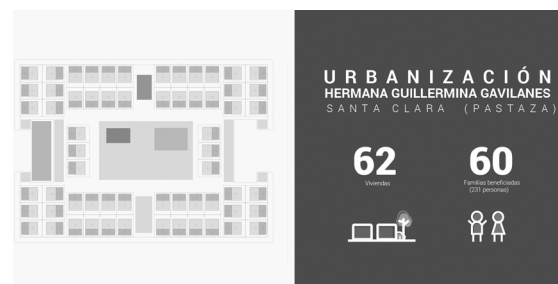 URBANIZACIÓN
HERMANA GUILLERMINA GAVILANES
SANTA CLARA (PASTAZA)
62
Viviendas
60
Familias beneficiadas
(231 personas)